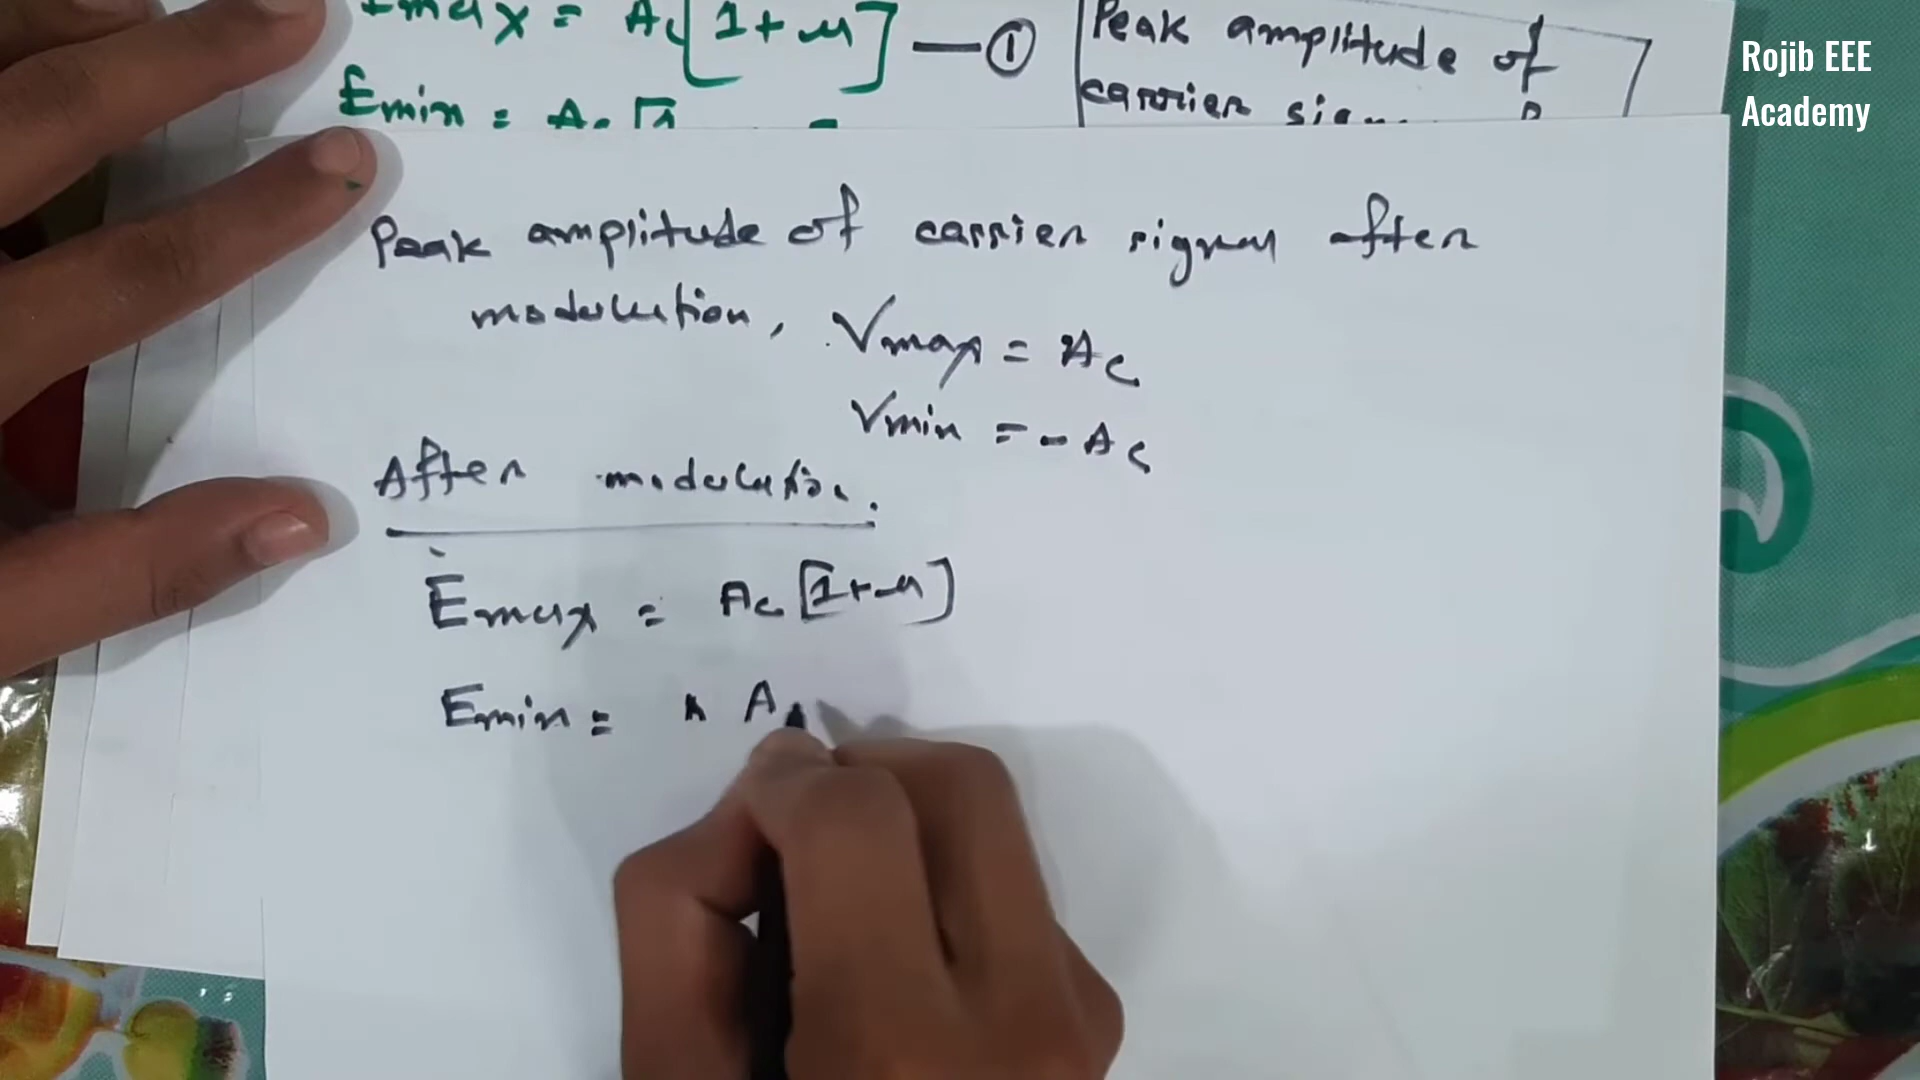 Emax = Ac[1+μ] — ①
Emin = Ac[1
Peak amplitude of
carrier sig
Rojib EEE
Academy
Peak amplitude of carrier signal after
modulation, Vmax = Ac
Vmin = - Ac
After modulation.
Emax = Ac [1+μ]
Emin = A